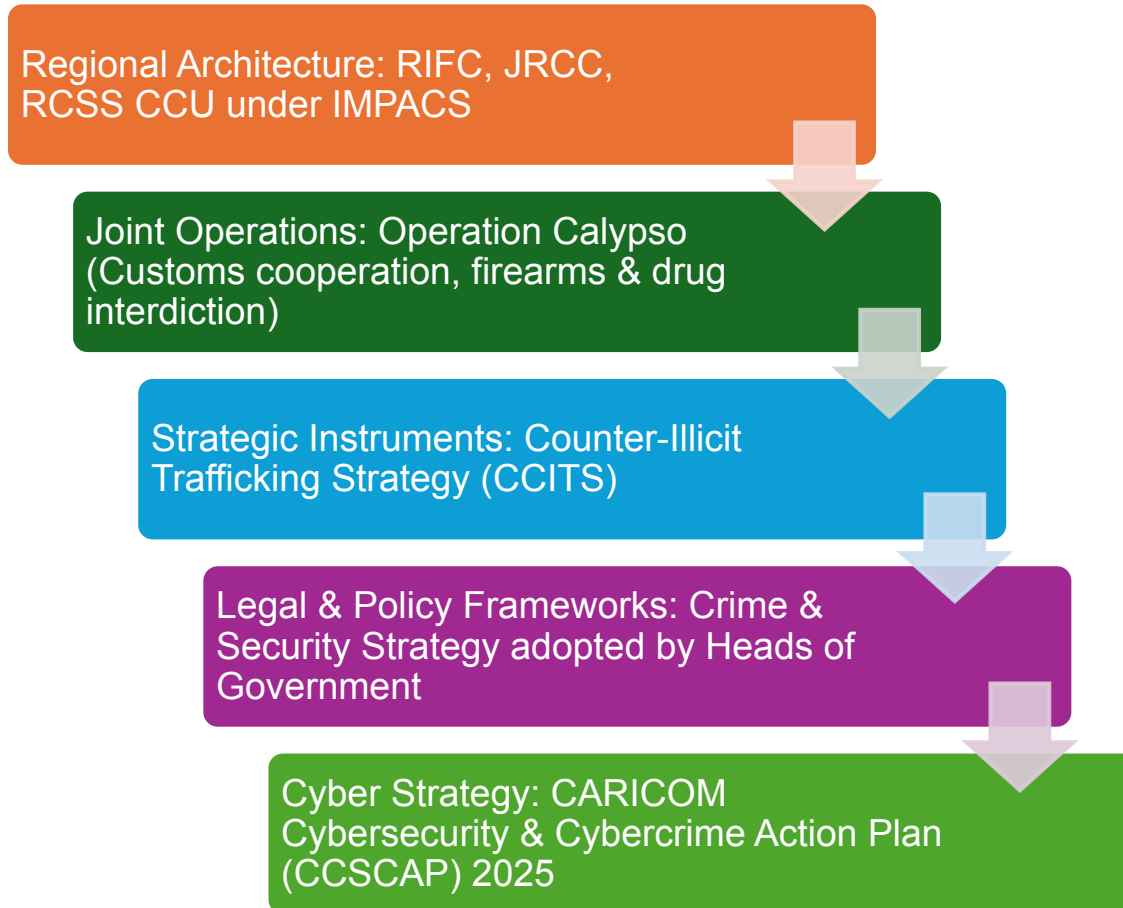 Regional Architecture: RIFC, JRCC,
RCSS CCU under IMPACS
Joint Operations: Operation Calypso
(Customs cooperation, firearms & drug
interdiction)
Strategic Instruments: Counter-Illicit
Trafficking Strategy (CCITS)
Legal & Policy Frameworks: Crime &
Security Strategy adopted by Heads of
Government
Cyber Strategy: CARICOM
Cybersecurity & Cybercrime Action Plan
(CCSCAP) 2025